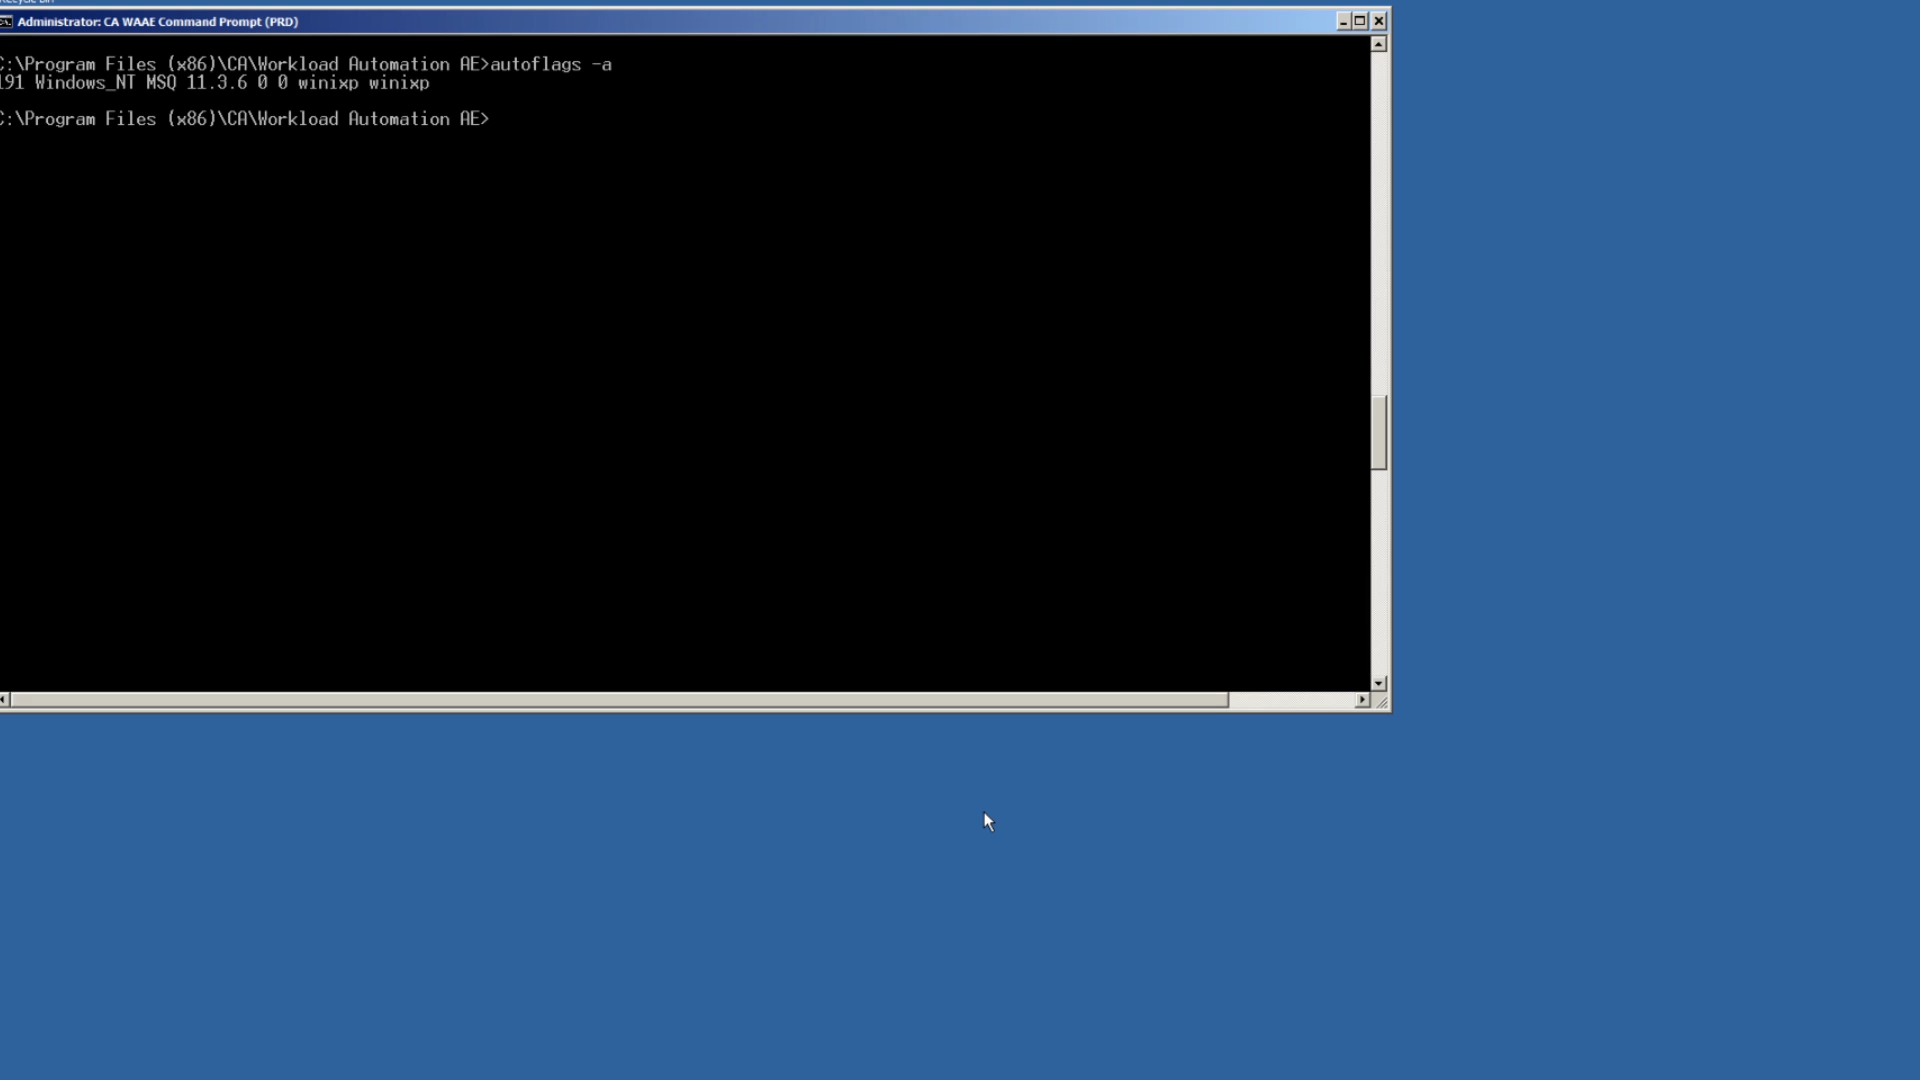 Administrator: CA WAAE Command Prompt (PRD)
:\Program Files (x86)\CA\Workload Automation AE>autoflags -a
191 Windows_NT MSQ 11.3.6 0 0 winixp winixp
:\Program Files (x86)\CA\Workload Automation AE>